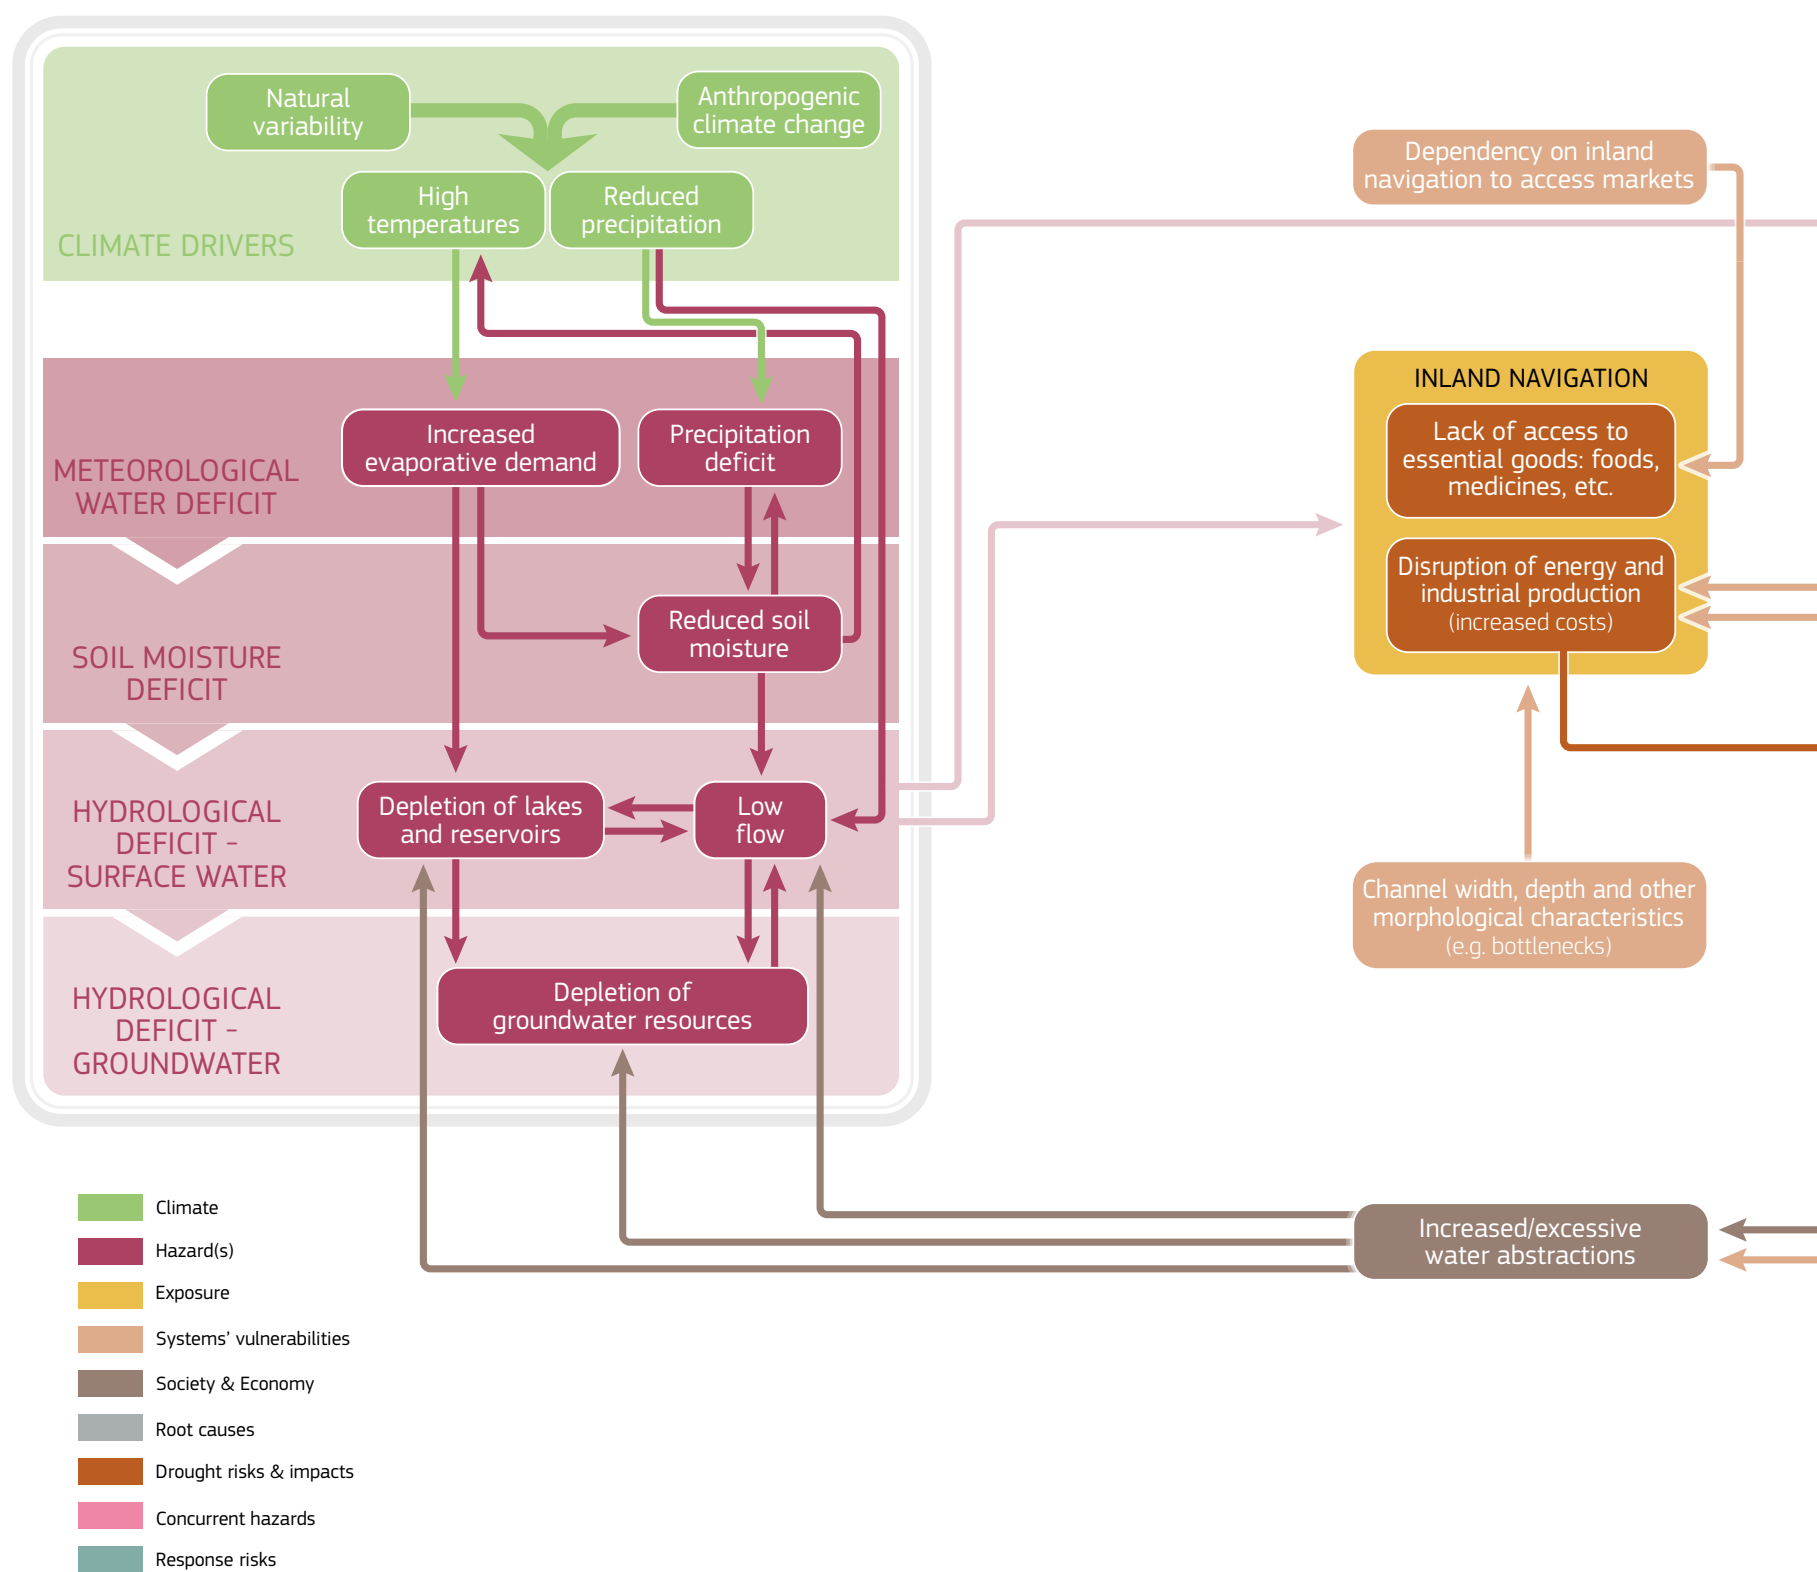 Natural
variability
Anthropogenic
climate change
High
temperatures
Reduced
precipitation
CLIMATE DRIVERS
Increased
evaporative demand
Precipitation
deficit
METEOROLOGICAL
WATER DEFICIT
Reduced soil
moisture
SOIL MOISTURE
DEFICIT
Depletion of lakes
and reservoirs
Low
flow
HYDROLOGICAL
DEFICIT –
SURFACE WATER
Depletion of
groundwater resources
HYDROLOGICAL
DEFICIT –
GROUNDWATER
Dependency on inland
navigation to access markets
INLAND NAVIGATION
Lack of access to
essential goods: foods,
medicines, etc.
Disruption of energy and
industrial production
(increased costs)
Channel width, depth and other
morphological characteristics
(e.g. bottlenecks)
Increased/excessive
water abstractions
Climate
Hazard(s)
Exposure
Systems’ vulnerabilities
Society & Economy
Root causes
Drought risks & impacts
Concurrent hazards
Response risks